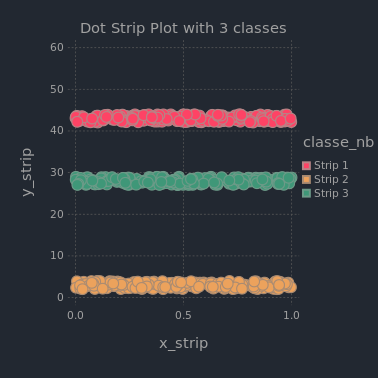 Dot Strip Plot with 3 classes
60
50
40
30
20
10
0
y_strip
0.0
0.5
1.0
x_strip
classe_nb
Strip 1
Strip 2
Strip 3